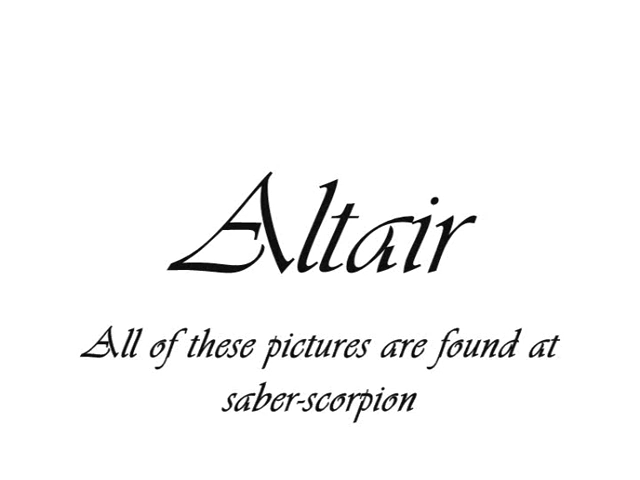 Altair
All of these pictures are found at
saber-scorpion